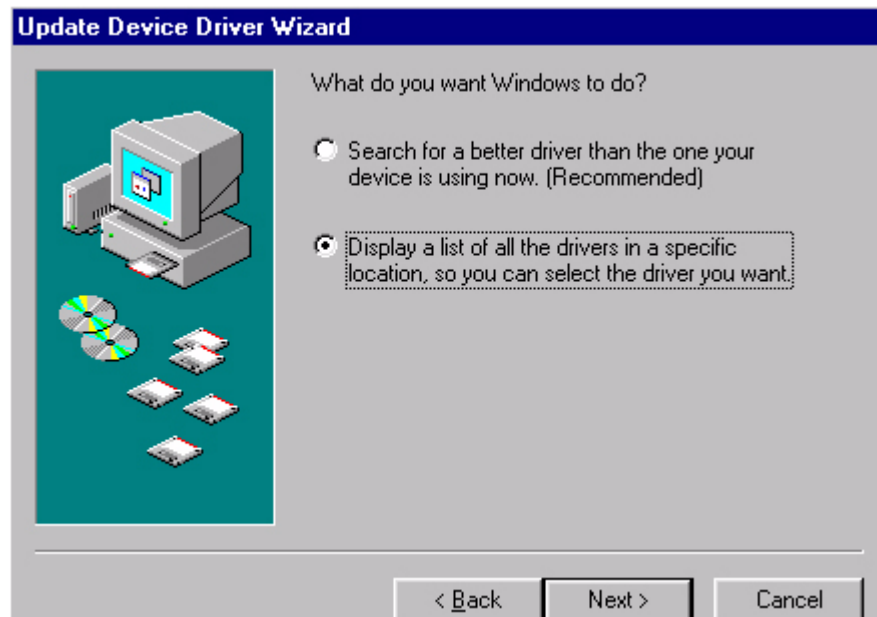 Update Device Driver Wizard
What do you want Windows to do?
Search for a better driver than the one your
device is using now. (Recommended)
Display a list of all the drivers in a specific
location, so you can select the driver you want.
< Back
Next >
Cancel